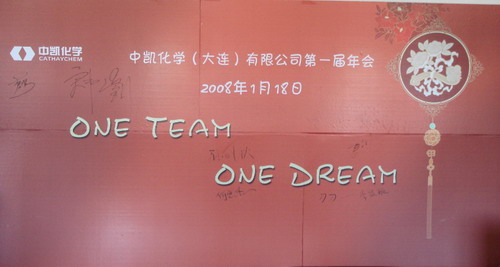 中凯化学
CATHAYCHEM
中凯化学（大连）有限公司第一届年会
2008年1月18日
ONE TEAM
ONE DREAM